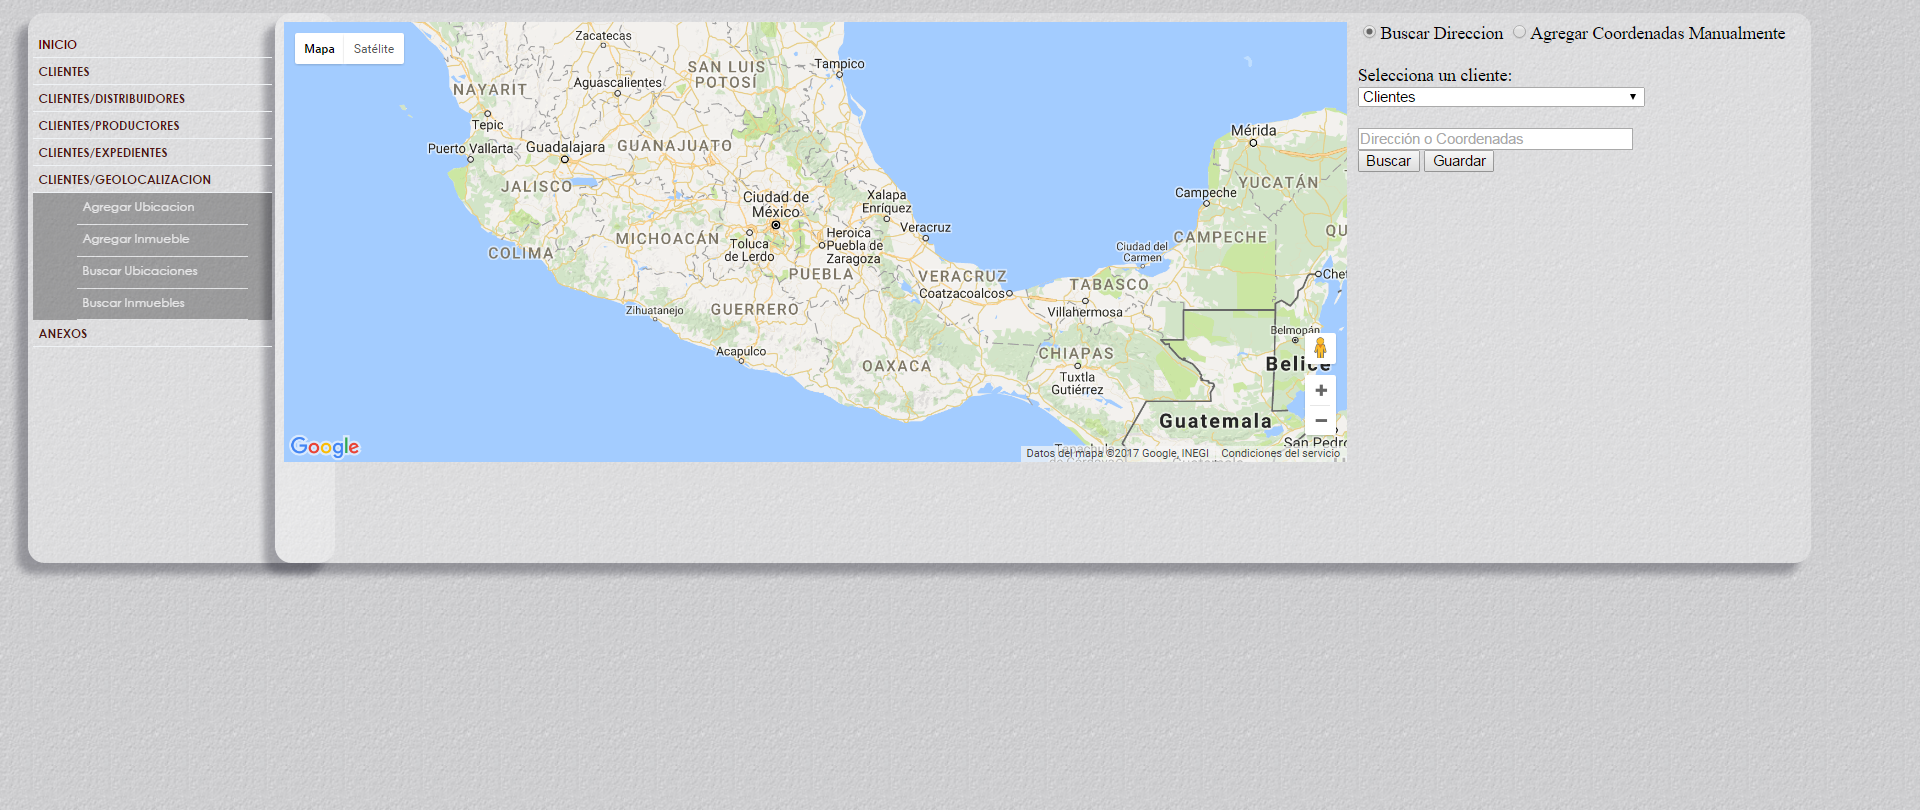 INICIO
CLIENTES
CLIENTES/DISTRIBUIDORES
CLIENTES/PRODUCTORES
CLIENTES/EXPEDIENTES
CLIENTES/GEOLOCALIZACION
Agregar Ubicacion
Agregar Inmueble
Buscar Ubicaciones
Buscar Inmuebles
ANEXOS
Mapa
Satélite
Zacatecas
SAN LUIS
POTOSÍ
Tampico
Aguascalientes
NAYARIT
Tepic
Puerto Vallarta
Guadalajara
GUANAJUATO
JALISCO
Ciudad de
México
Xalapa
Enríquez
Veracruz
MICHOACÁN
Toluca
de Lerdo
Heroica
Puebla de
Zaragoza
COLIMA
PUEBLA
VERACRUZ
Coatzacoalcos
GUERRERO
Zihuatanejo
Acapulco
OAXACA
Mérida
YUCATÁN
Campeche
CAMPECHE
QU
Ciudad del
Carmen
TABASCO
Villahermosa
Chet
Belmopán
Belice
CHIAPAS
Tuxtla
Gutiérrez
Guatemala
San Pedro
Google
Datos del mapa ©2017 Google, INEGI
Condiciones del servicio
Buscar Direccion
Agregar Coordenadas Manualmente
Selecciona un cliente:
Clientes
Dirección o Coordenadas
Buscar
Guardar